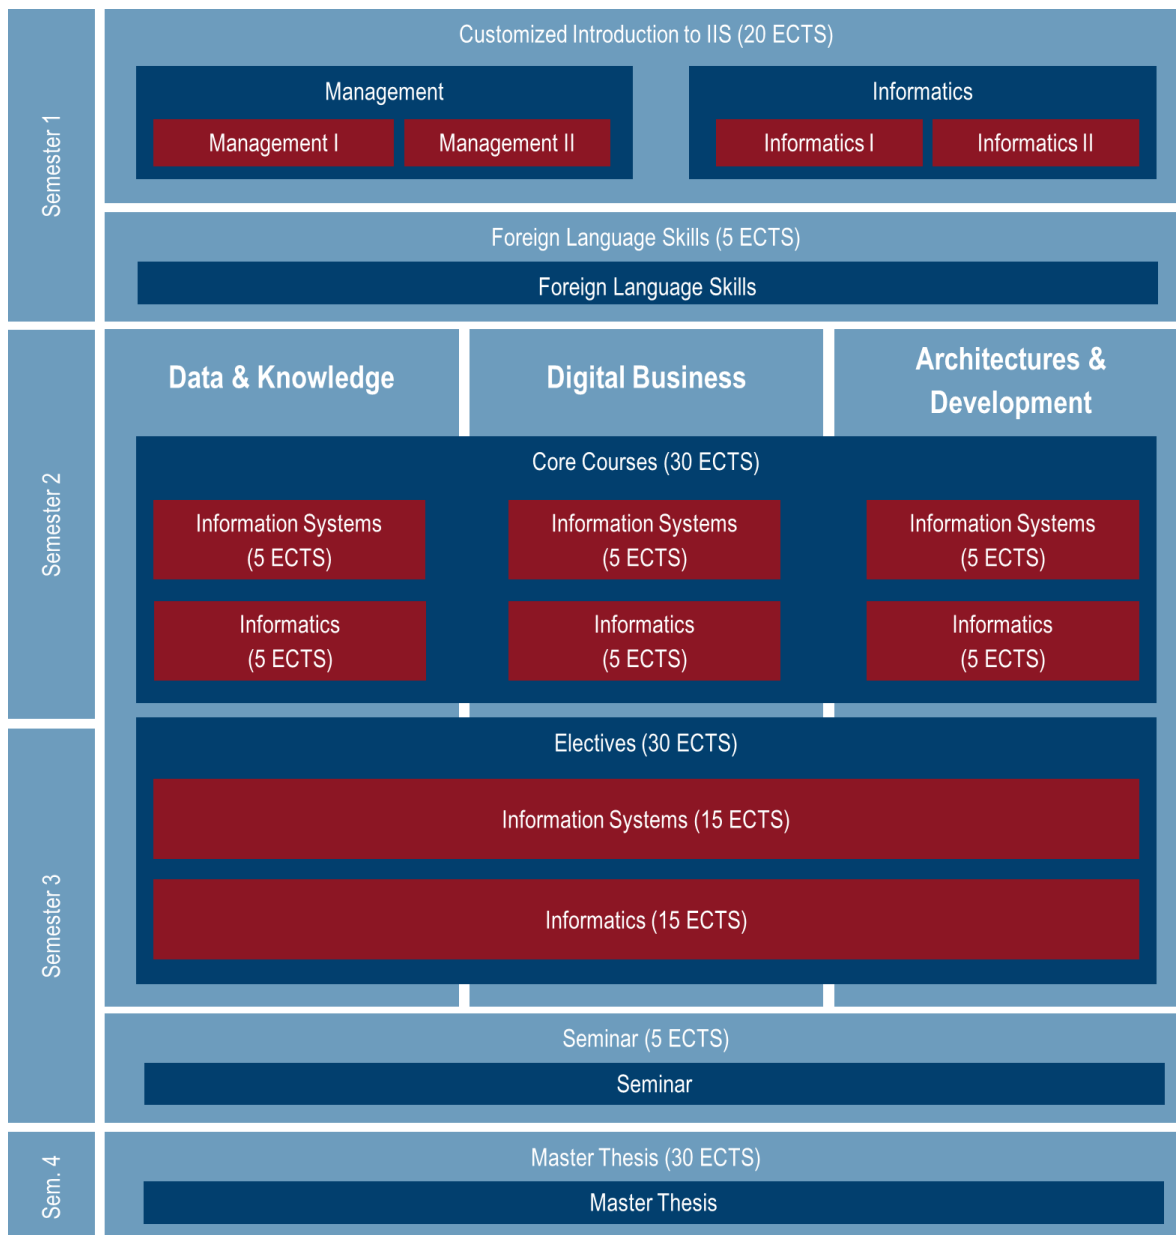 Semester 1
Customized Introduction to IIS (20 ECTS)
Management
Management I
Management II
Informatics
Informatics I
Informatics II
Foreign Language Skills (5 ECTS)
Foreign Language Skills
Semester 2
Data & Knowledge
Digital Business
Architectures &
Development
Core Courses (30 ECTS)
Information Systems
(5 ECTS)
Information Systems
(5 ECTS)
Information Systems
(5 ECTS)
Informatics
(5 ECTS)
Informatics
(5 ECTS)
Informatics
(5 ECTS)
Semester 3
Electives (30 ECTS)
Information Systems (15 ECTS)
Informatics (15 ECTS)
Seminar (5 ECTS)
Seminar
Sem. 4
Master Thesis (30 ECTS)
Master Thesis